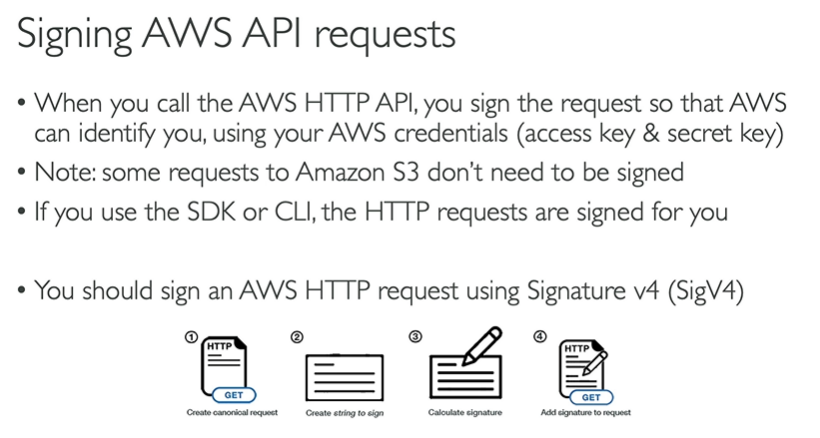 Signing AWS API requests
• When you call the AWS HTTP API, you sign the request so that AWS
can identify you, using your AWS credentials (access key & secret key)
• Note: some requests to Amazon S3 don't need to be signed
• If you use the SDK or CLI, the HTTP requests are signed for you
• You should sign an AWS HTTP request using Signature v4 (SigV4)
① ② ③ ④
HTTP HTTP
GET GET
Create canonical request Create string to sign Calculate signature Add signature to request